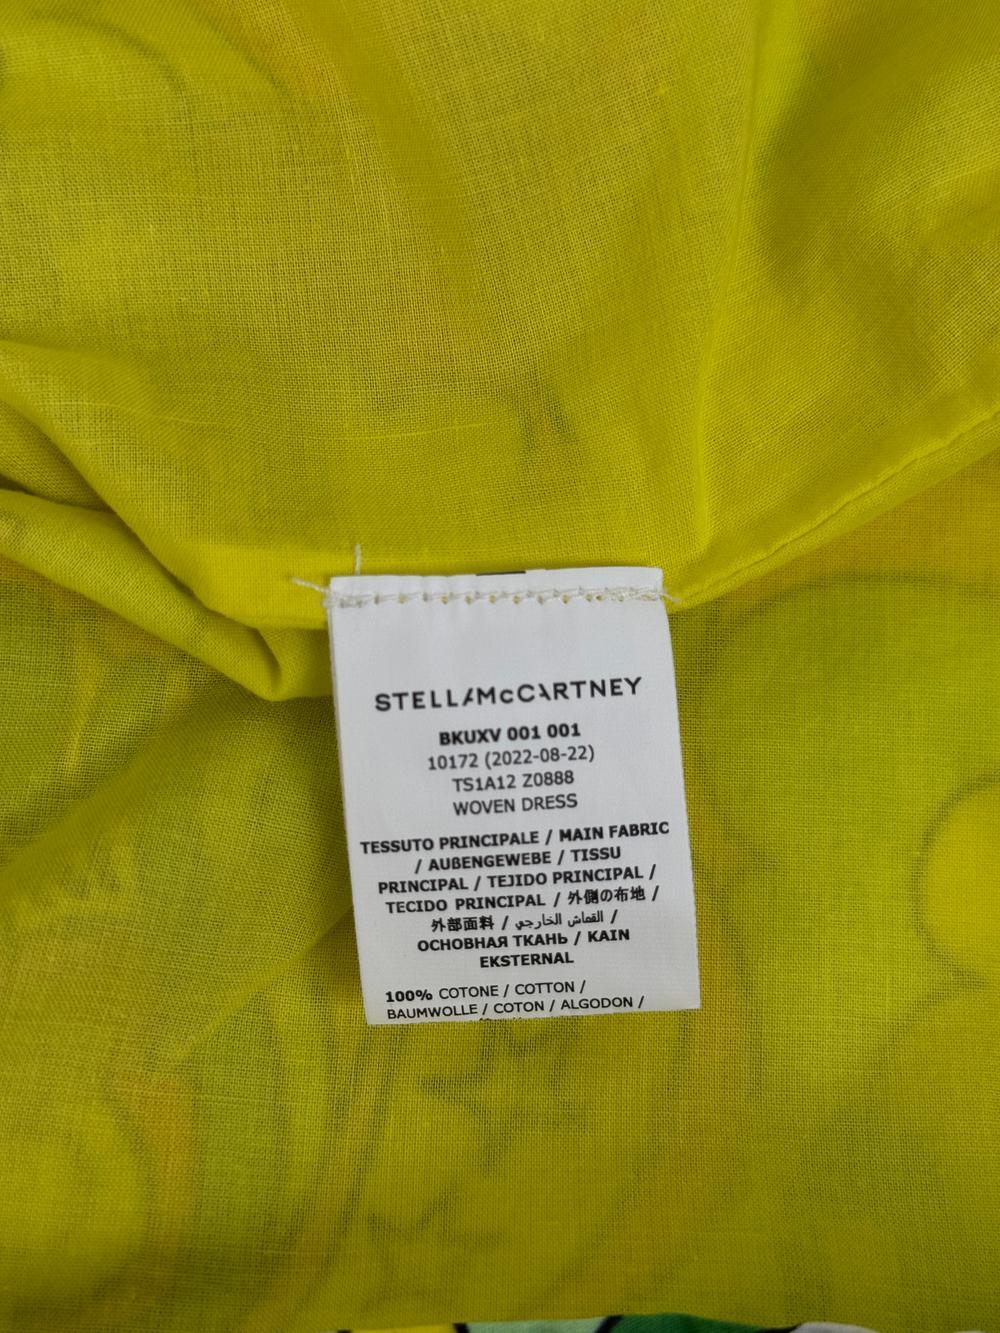 STELLAMcCARTNEY
BKUXV 001 001
10172 (2022-08-22)
TS1A12 Z0888
WOVEN DRESS
TESSUTO PRINCIPALE / MAIN FABRIC
/ AUßENGEWEBE / TISSU
PRINCIPAL / TEJIDO PRINCIPAL /
TECIDO PRINCIPAL / 外側の布地 /
外部面料 / القماش الخارجي /
ОСНОВНАЯ ТКАНЬ / KAIN
EKSTERNAL
100% COTONE / COTTON /
BAUMWOLLE / COTON / ALGODON /